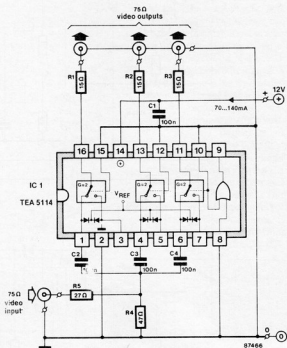 75Ω
video outputs
R1
15Ω
R2
15Ω
R3
15Ω
C1
100n
70...140mA
+
12V
16
15
14
13
12
11
10
9
IC 1
TEA 5114
G=2
G=2
G=2
VREF
1
2
3
4
5
6
7
8
C2
C3
100n
C4
100n
75Ω
video
input
R5
27Ω
R4
47Ω
0
87466